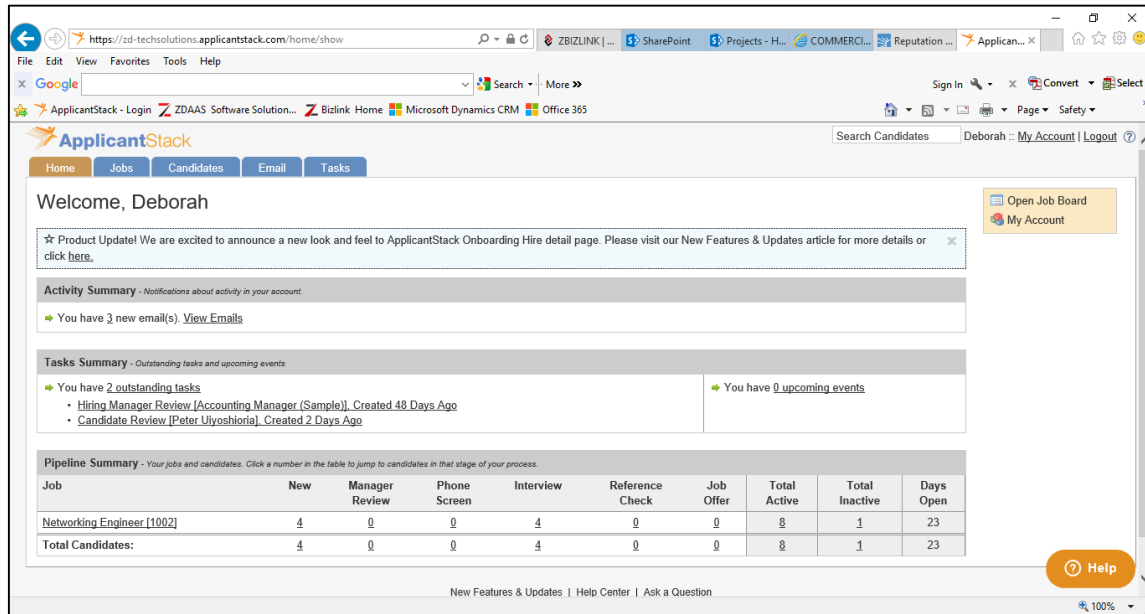 https://zd-techsolutions.applicantstack.com/home/show
ZBIZLINK | ...
SharePoint
Projects - H...
COMMERCI...
Reputation ...
Applican...
File Edit View Favorites Tools Help
x Google Search More >> Sign In x Convert Select
ApplicantStack - Login ZDAAS Software Solution... Bizlink Home Microsoft Dynamics CRM Office 365 Page Safety
ApplicantStack
Search Candidates Deborah :: My Account | Logout
Home Jobs Candidates Email Tasks
Welcome, Deborah
Open Job Board
My Account
Product Update! We are excited to announce a new look and feel to ApplicantStack Onboarding Hire detail page. Please visit our New Features & Updates article for more details or
click here.
Activity Summary - Notifications about activity in your account.
You have 3 new email(s). View Emails
Tasks Summary - Outstanding tasks and upcoming events
You have 2 outstanding tasks
• Hiring Manager Review [Accounting Manager (Sample)], Created 48 Days Ago
• Candidate Review [Peter Uiyoshioria], Created 2 Days Ago
You have 0 upcoming events
Pipeline Summary - Your jobs and candidates. Click a number in the table to jump to candidates in that stage of your process.
Job New Manager Review Phone Screen Interview Reference Check Job Offer Total Active Total Inactive Days Open
Networking Engineer [1002] 4 0 0 4 0 0 8 1 23
Total Candidates: 4 0 0 4 0 0 8 1 23
Help
New Features & Updates | Help Center | Ask a Question
100%